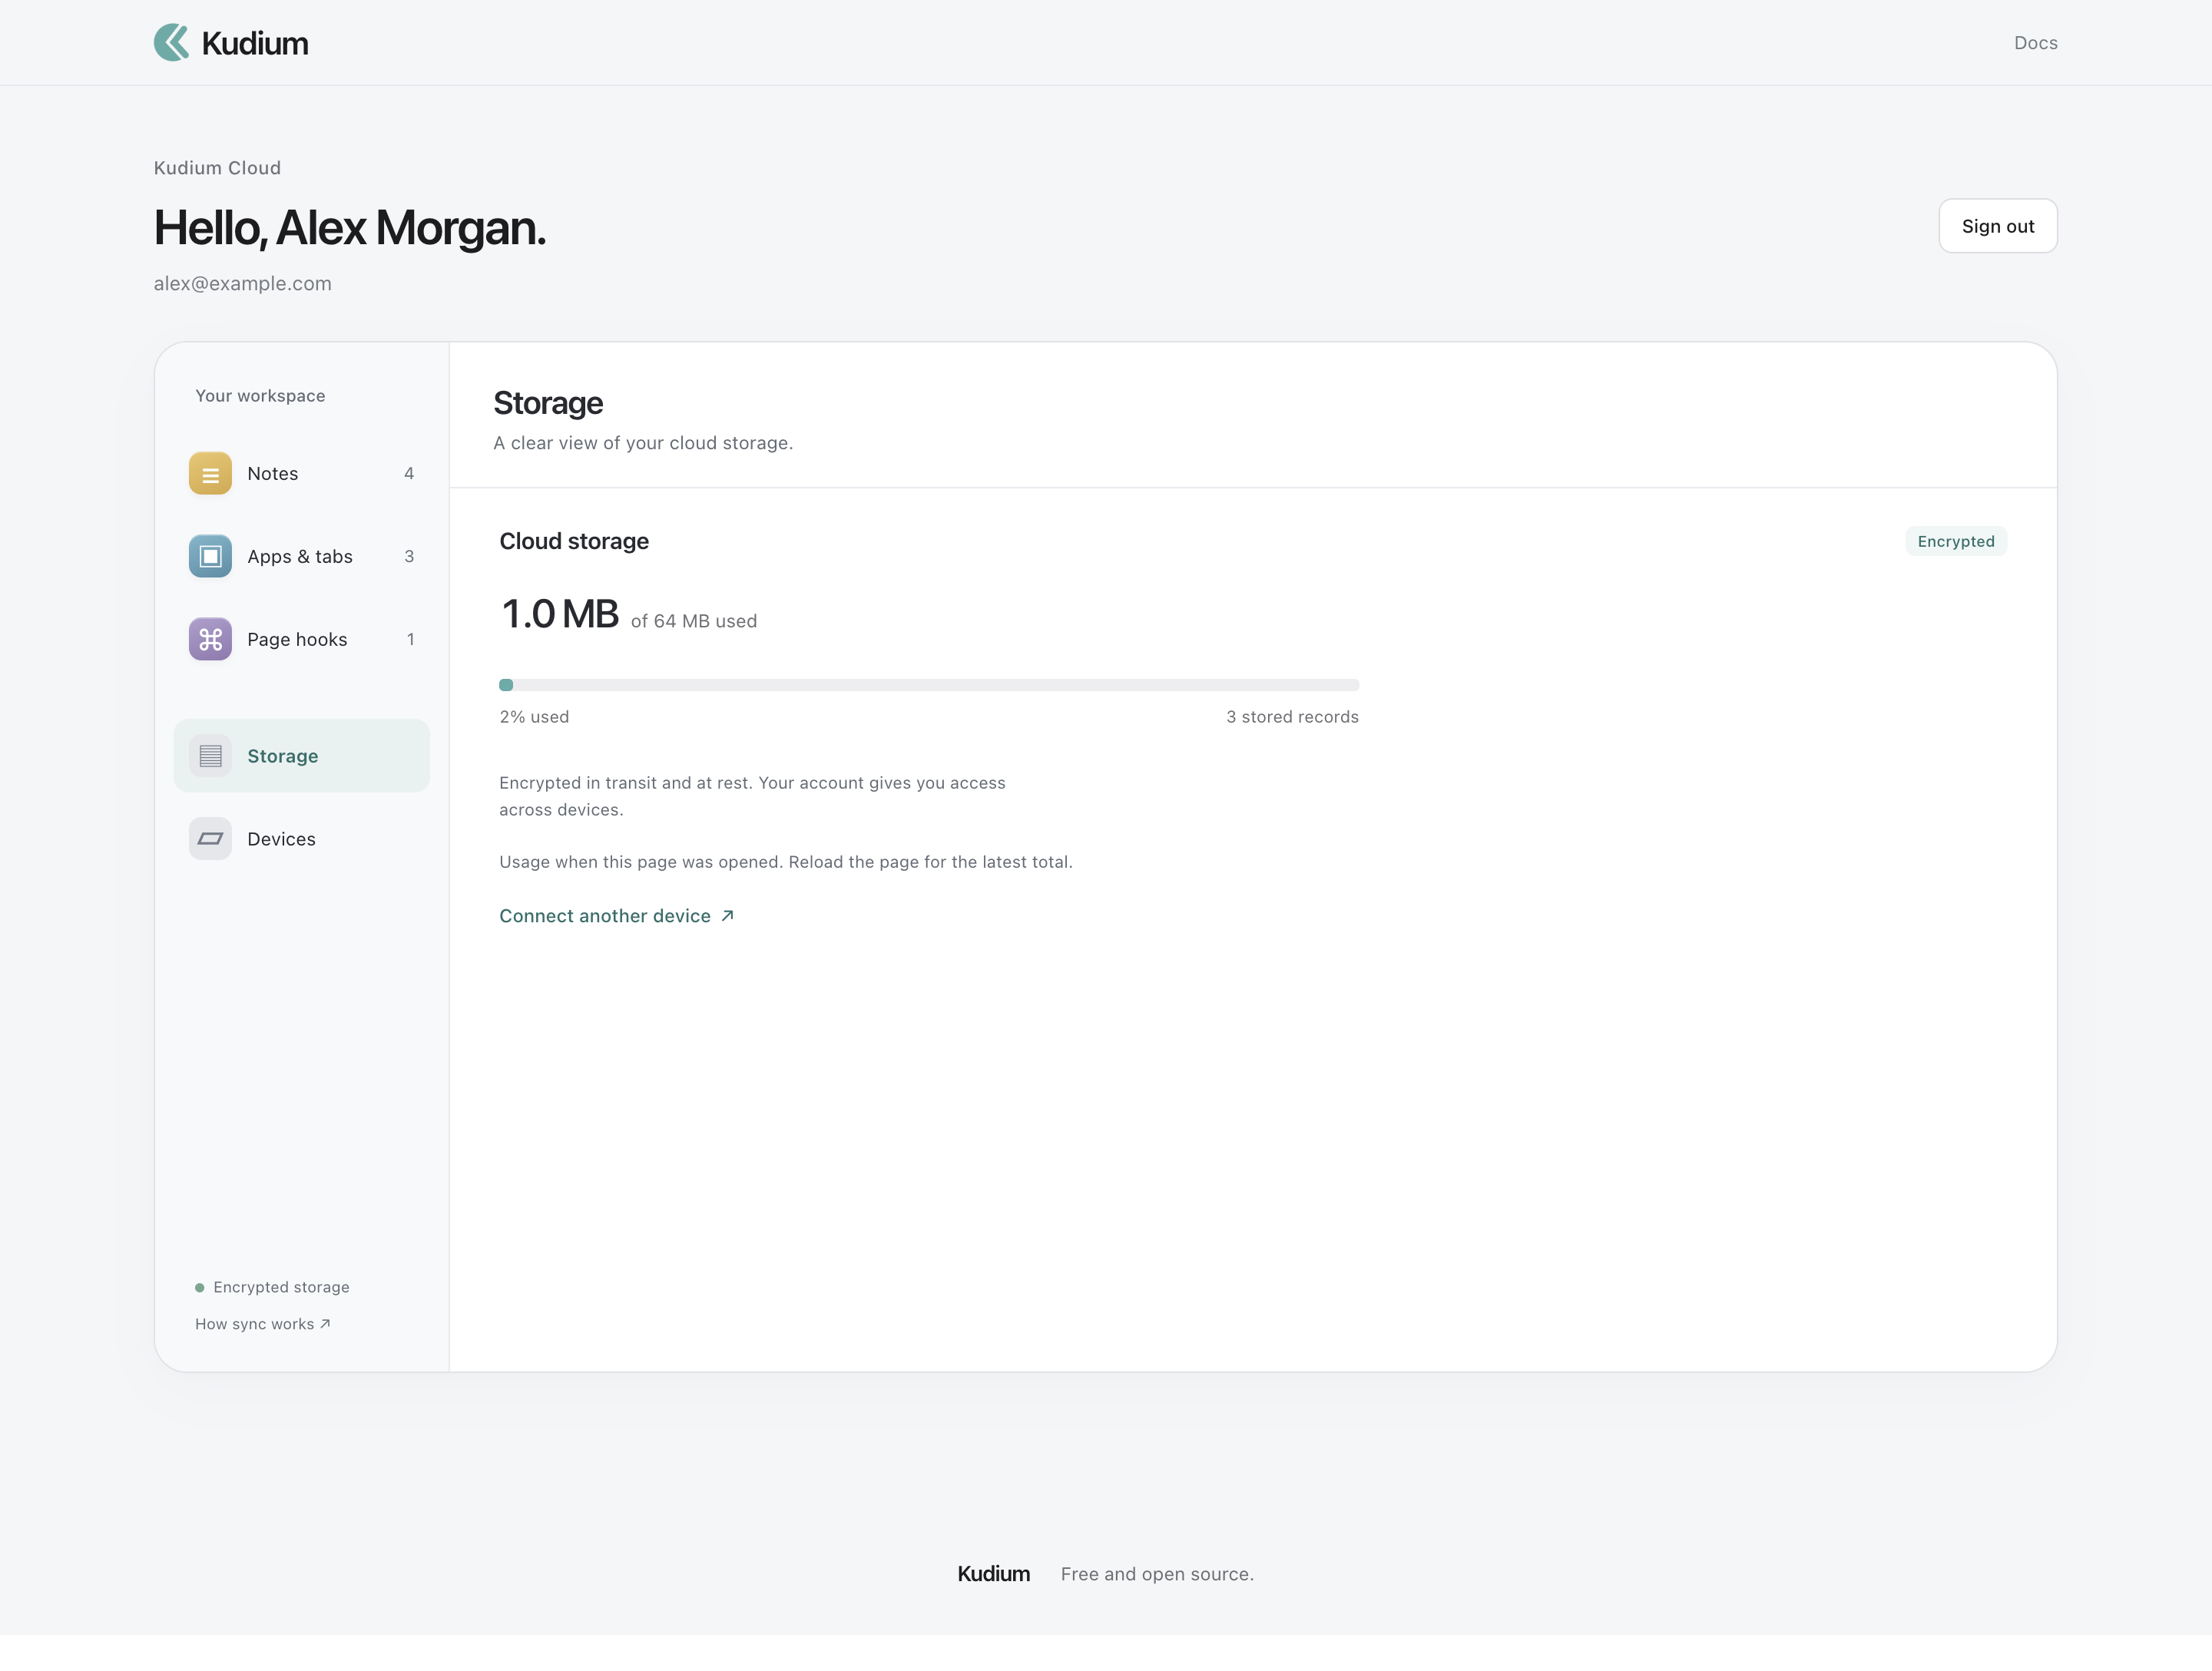 Kudium
Docs
Kudium Cloud
Hello, Alex Morgan.
Sign out
alex@example.com
Your workspace
Notes 4
Apps & tabs 3
Page hooks 1
Storage
Devices
Encrypted storage
How sync works ↗
Storage
A clear view of your cloud storage.
Cloud storage
Encrypted
1.0 MB of 64 MB used
2% used
3 stored records
Encrypted in transit and at rest. Your account gives you access
across devices.
Usage when this page was opened. Reload the page for the latest total.
Connect another device ↗
Kudium
Free and open source.